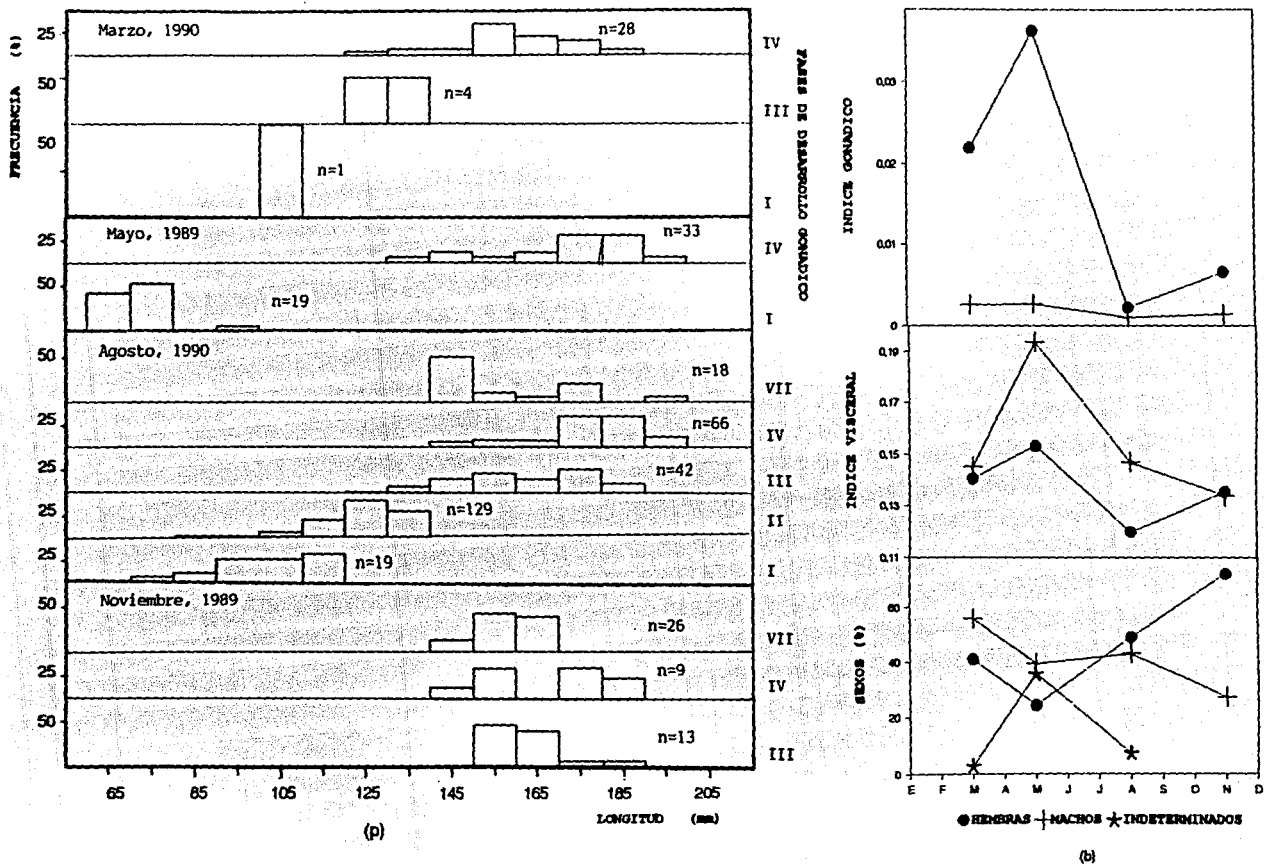 FRECUENCIA (%)
25
Marzo, 1990
n=28
IV
50
n=4
III
50
n=1
I
FASES DE DESARROLLO GONADICO
25
Mayo, 1989
n=33
IV
50
n=19
I
Agosto, 1990
50
n=18
VII
25
n=66
IV
25
n=42
III
25
n=129
II
25
n=19
I
Noviembre, 1989
50
n=26
VII
25
n=9
IV
50
n=13
III
65 85 105 125 145 165 185 205
LONGITUD (mm)
(p)
INDICE GONADICO
0,03
0,02
0,01
0
INDICE VISCERAL
0,19
0,17
0,15
0,13
0,11
SEXOS (%)
60
40
20
0
E F M A M J J A S O N D
HEMBRAS MACHOS INDETERMINADOS
(b)